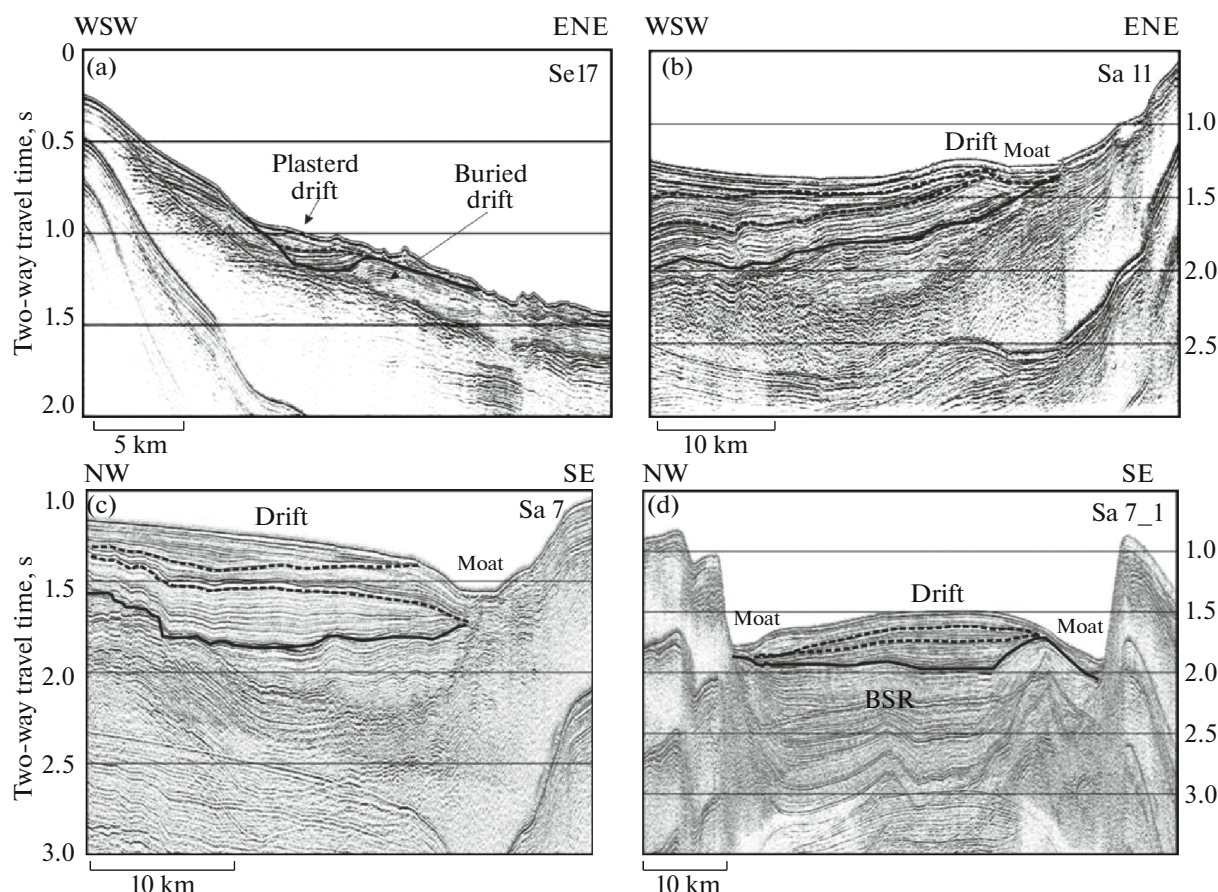 WSW ENE
(a) Se17
0
0.5
1.0
1.5
2.0
Two-way travel time, s
Plasterd
drift
Buried
drift
5 km
WSW ENE
(b) Sa 11
Drift
Moat
1.0
1.5
2.0
2.5
10 km
NW SE
(c) Sa 7
1.0
1.5
2.0
2.5
3.0
Two-way travel time, s
Drift
Moat
10 km
NW SE
(d) Sa 7_1
Drift
Moat
Moat
BSR
1.0
1.5
2.0
2.5
3.0
10 km